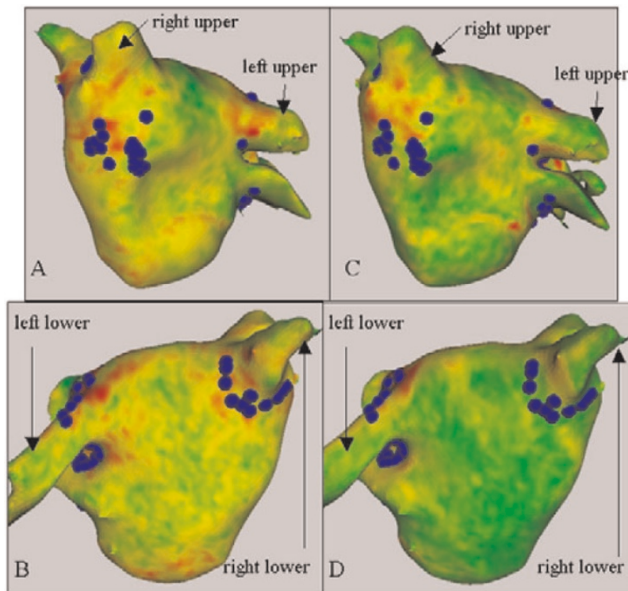 right upper
left upper
A
right upper
left upper
C
left lower
right lower
B
left lower
right lower
D